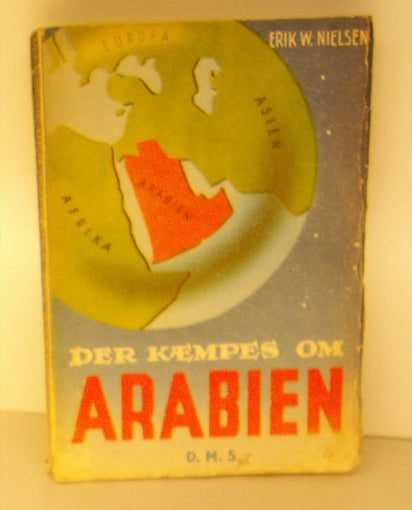 ERIK W. NIELSEN
EUROPA
ASIEN
ARABIEN
AFRIKA
DER KÆMPES OM
ARABIEN
D. M. S.